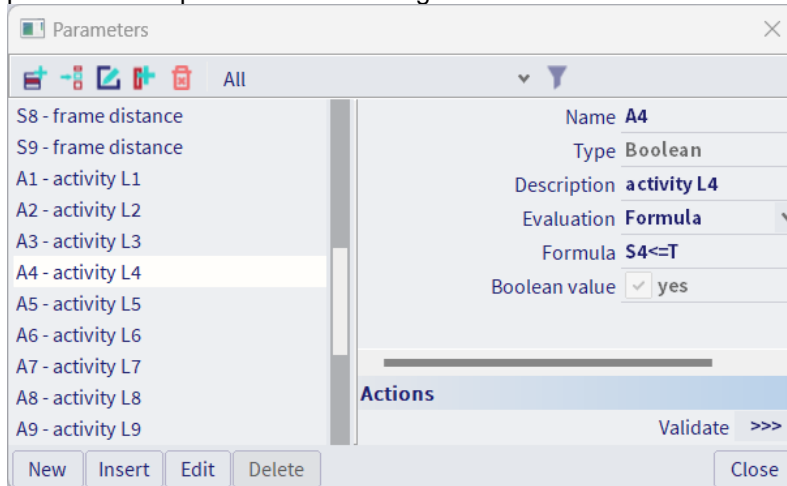 Parameters
All
S8 - frame distance
S9 - frame distance
A1 - activity L1
A2 - activity L2
A3 - activity L3
A4 - activity L4
A5 - activity L5
A6 - activity L6
A7 - activity L7
A8 - activity L8
A9 - activity L9
Name A4
Type Boolean
Description activity L4
Evaluation Formula
Formula S4<=T
Boolean value yes
Actions
Validate >>>
New Insert Edit Delete Close